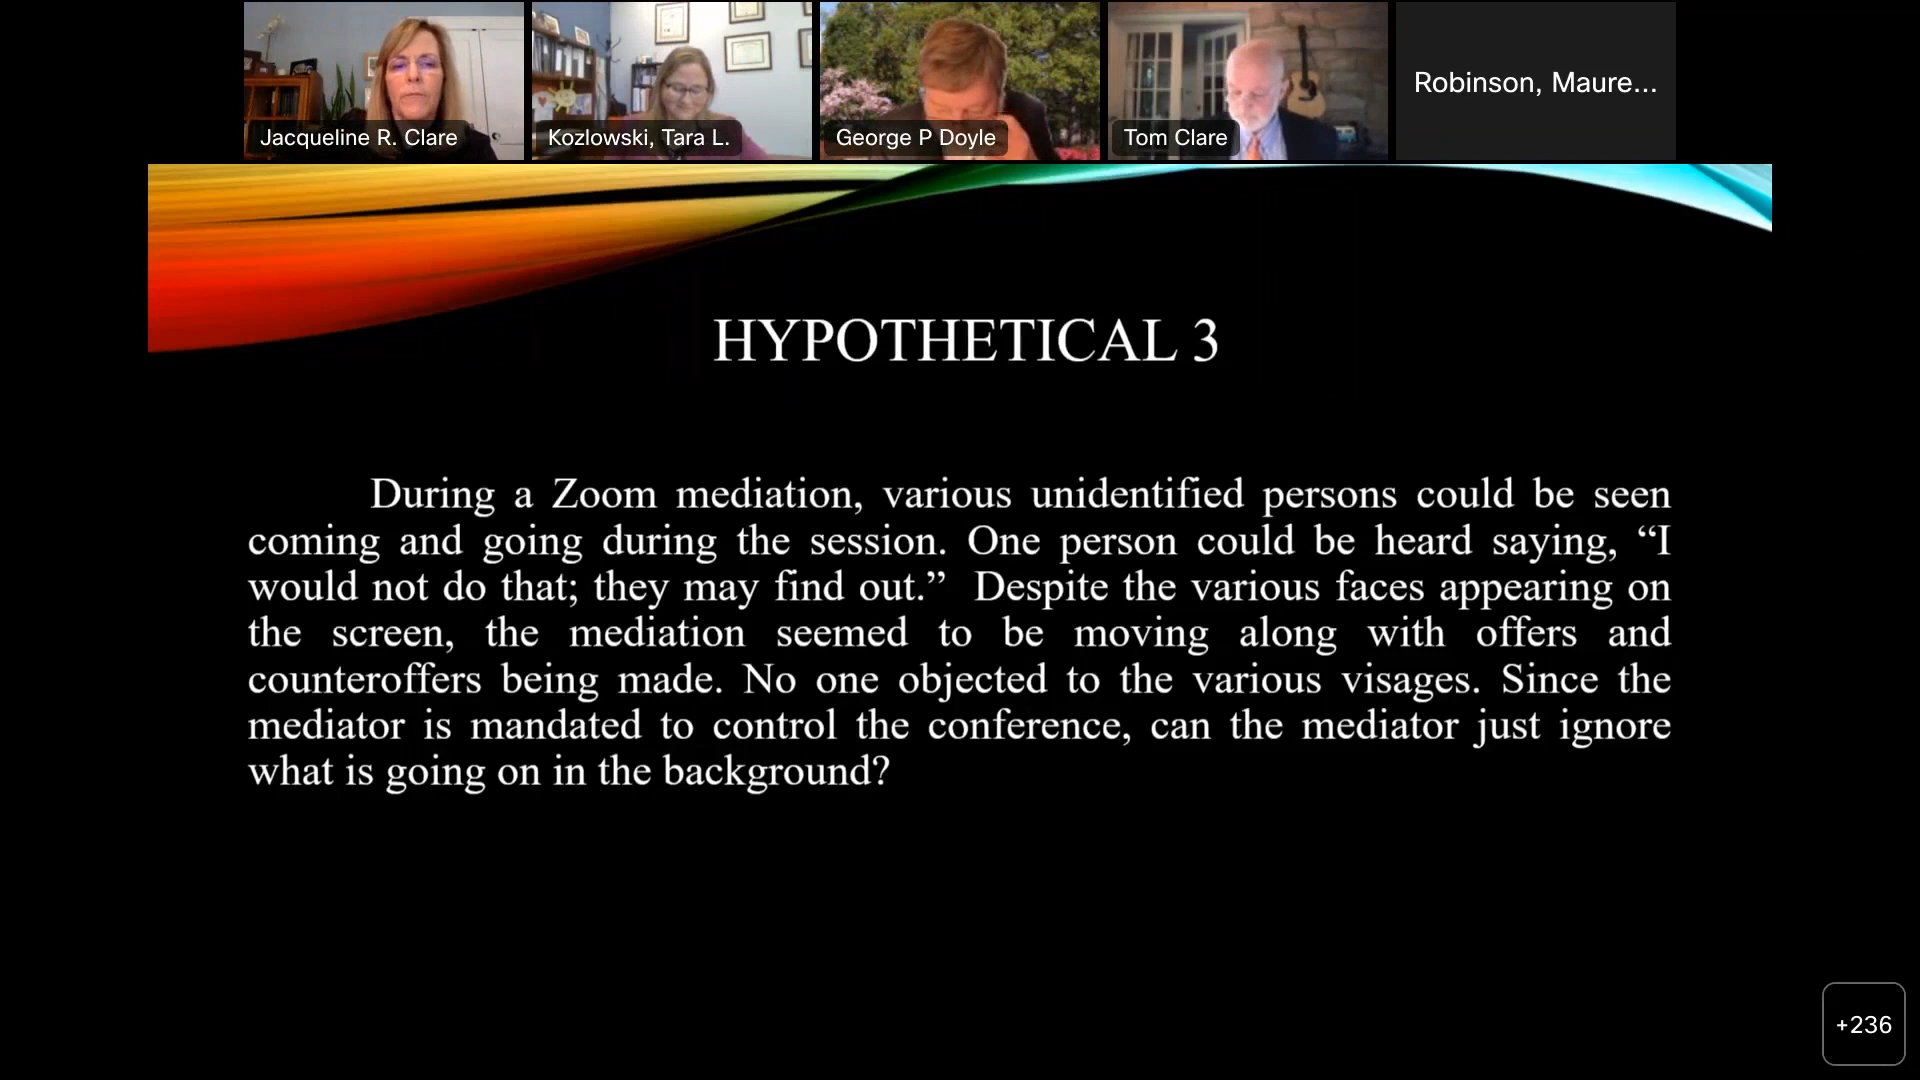 Jacqueline R. Clare
Kozlowski, Tara L.
George P Doyle
Tom Clare
Robinson, Maure...
HYPOTHETICAL 3
During a Zoom mediation, various unidentified persons could be seen
coming and going during the session. One person could be heard saying, “I
would not do that; they may find out.” Despite the various faces appearing on
the screen, the mediation seemed to be moving along with offers and
counteroffers being made. No one objected to the various visages. Since the
mediator is mandated to control the conference, can the mediator just ignore
what is going on in the background?
+236